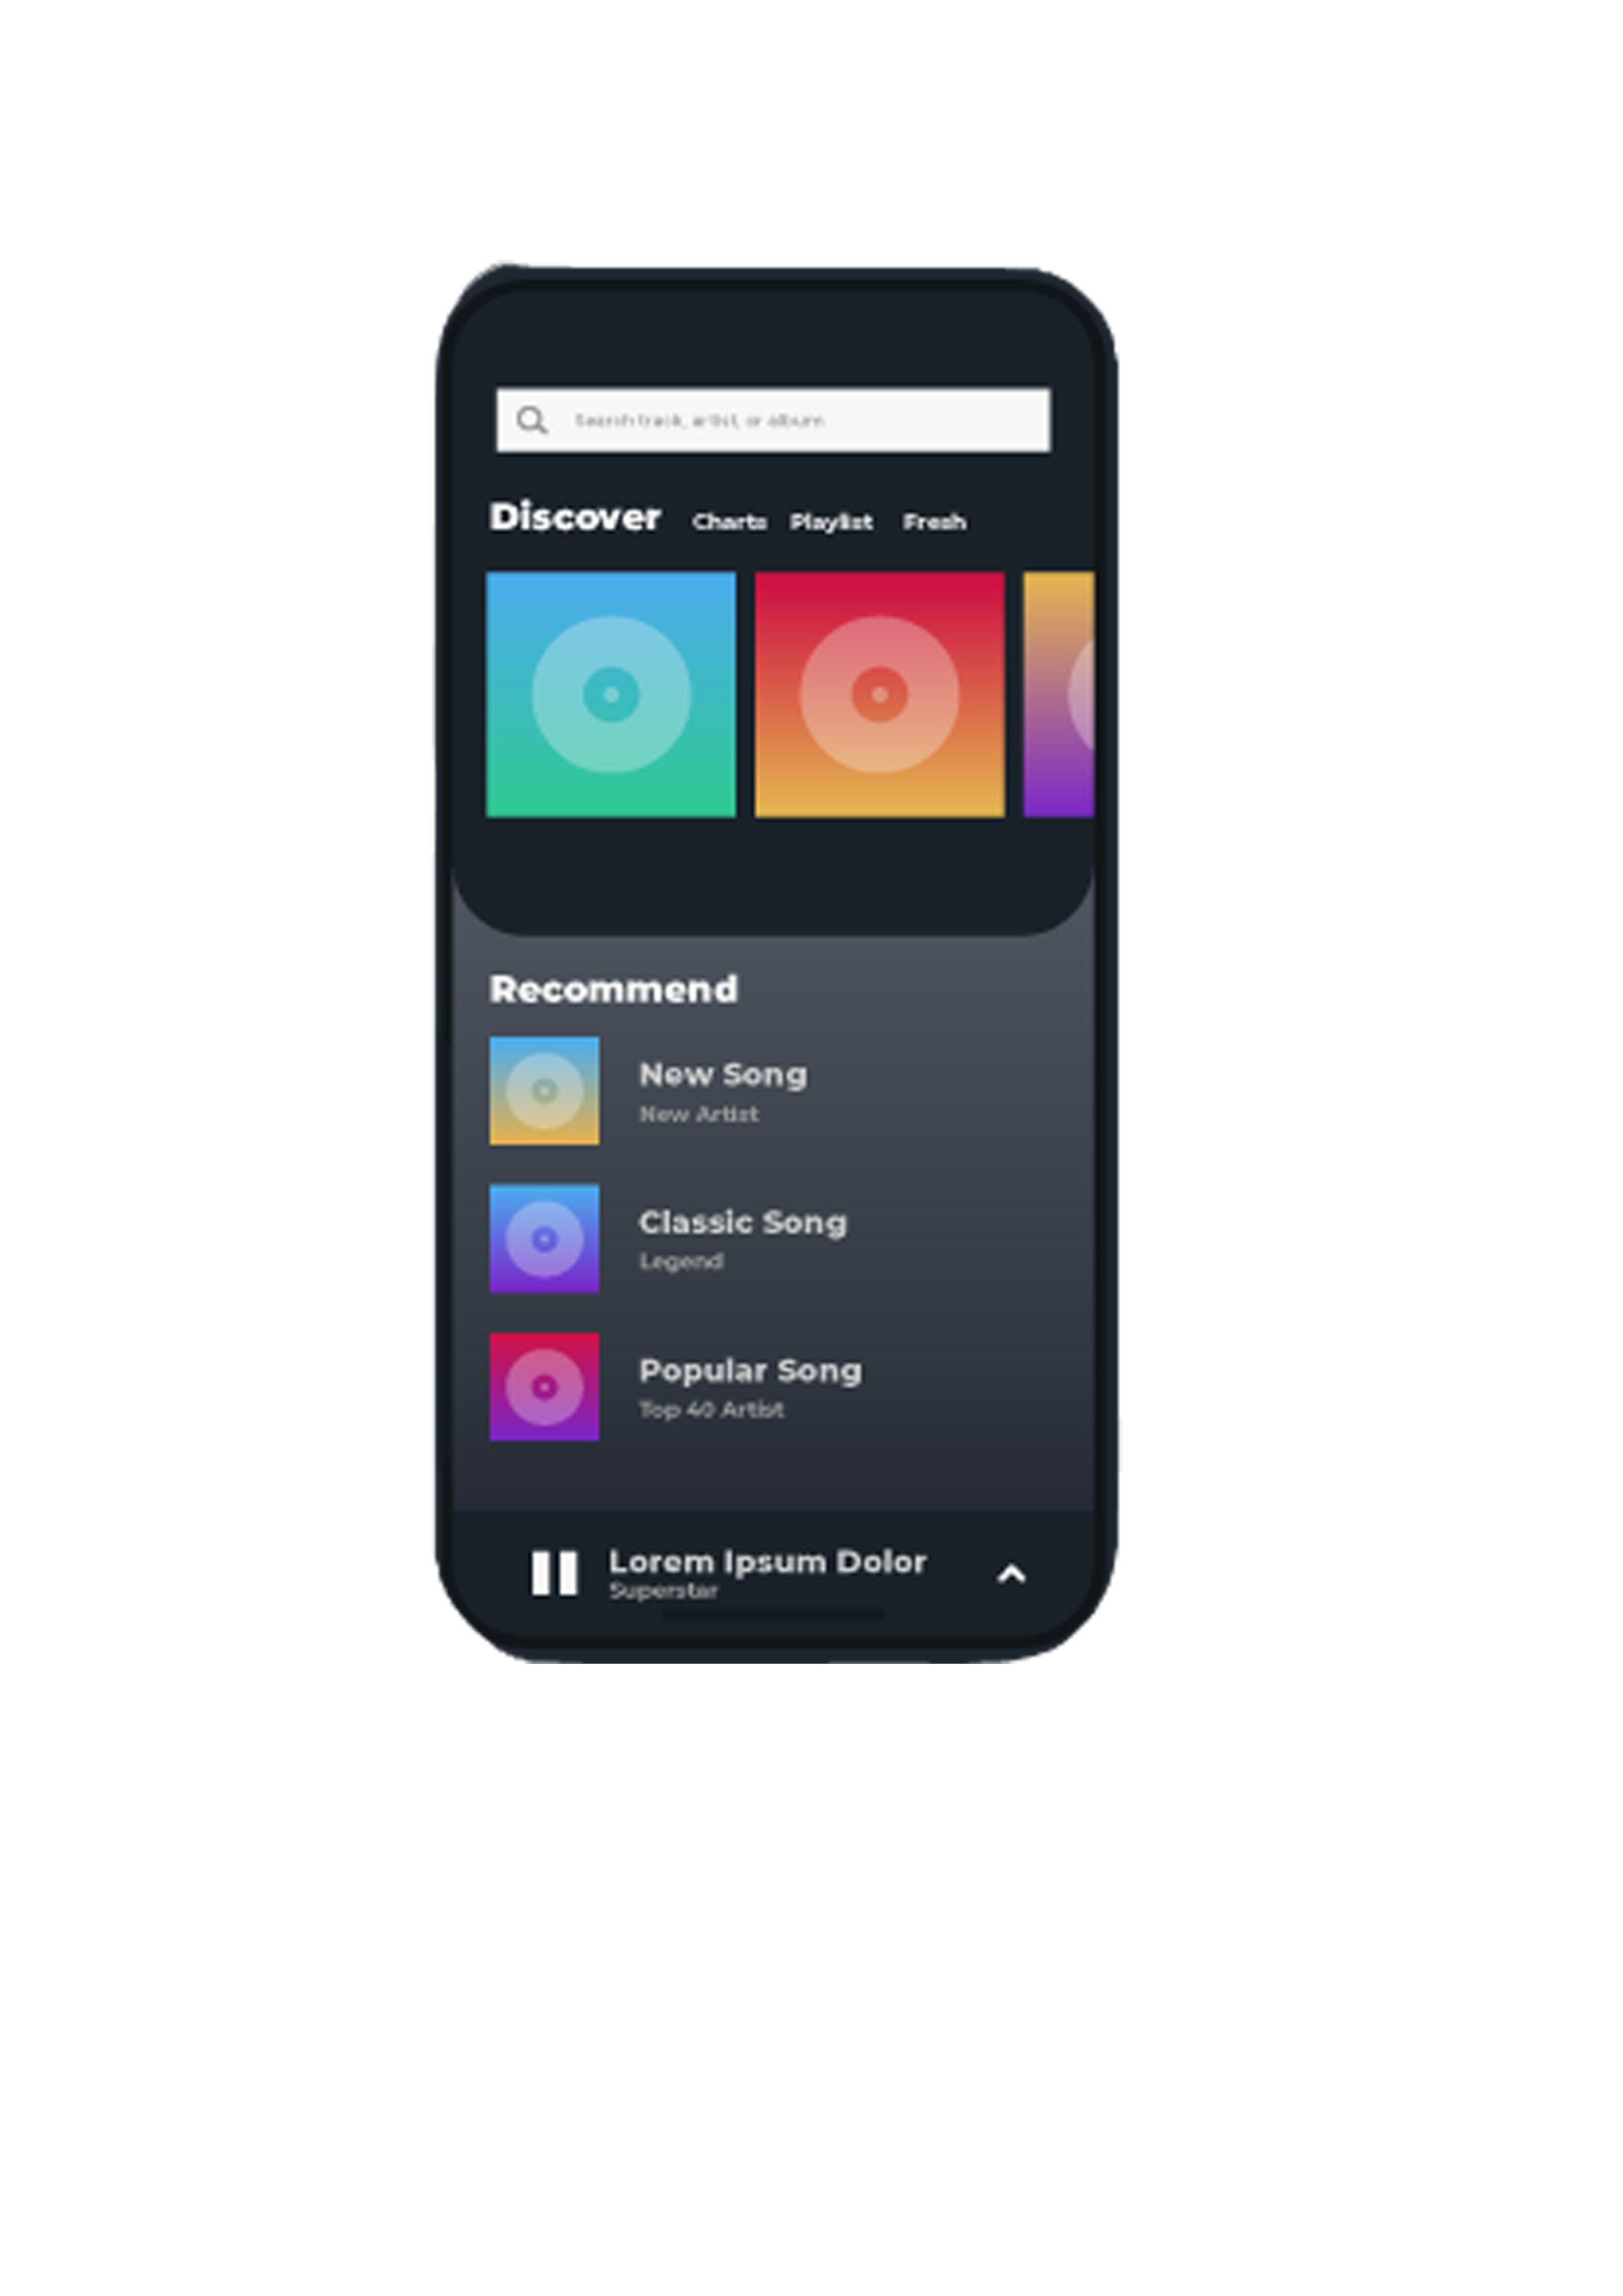 Search track, artist, or album
Discover Charts Playlist Fresh
Recommend
New Song
New Artist
Classic Song
Legend
Popular Song
Top 40 Artist
Lorem Ipsum Dolor
Superstar